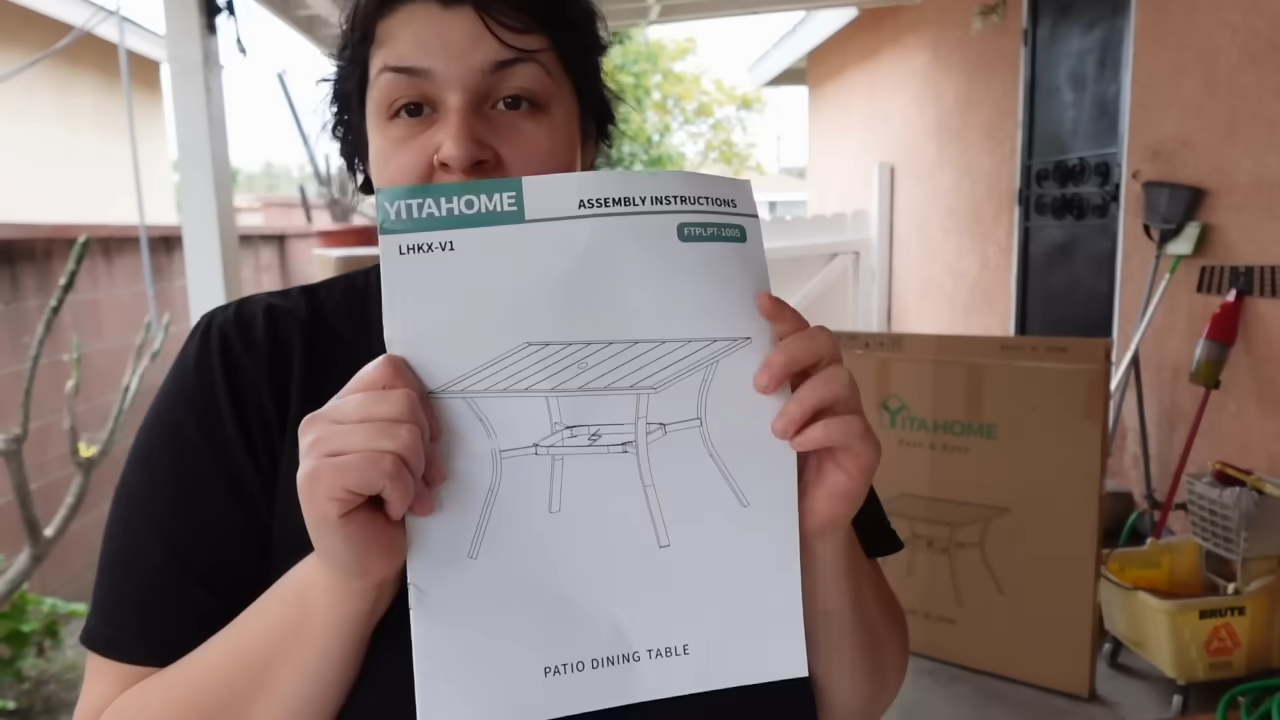 YITAHOME
ASSEMBLY INSTRUCTIONS
FTPLPT-1005
LHKX-V1
PATIO DINING TABLE
YITAHOME
BRUTE